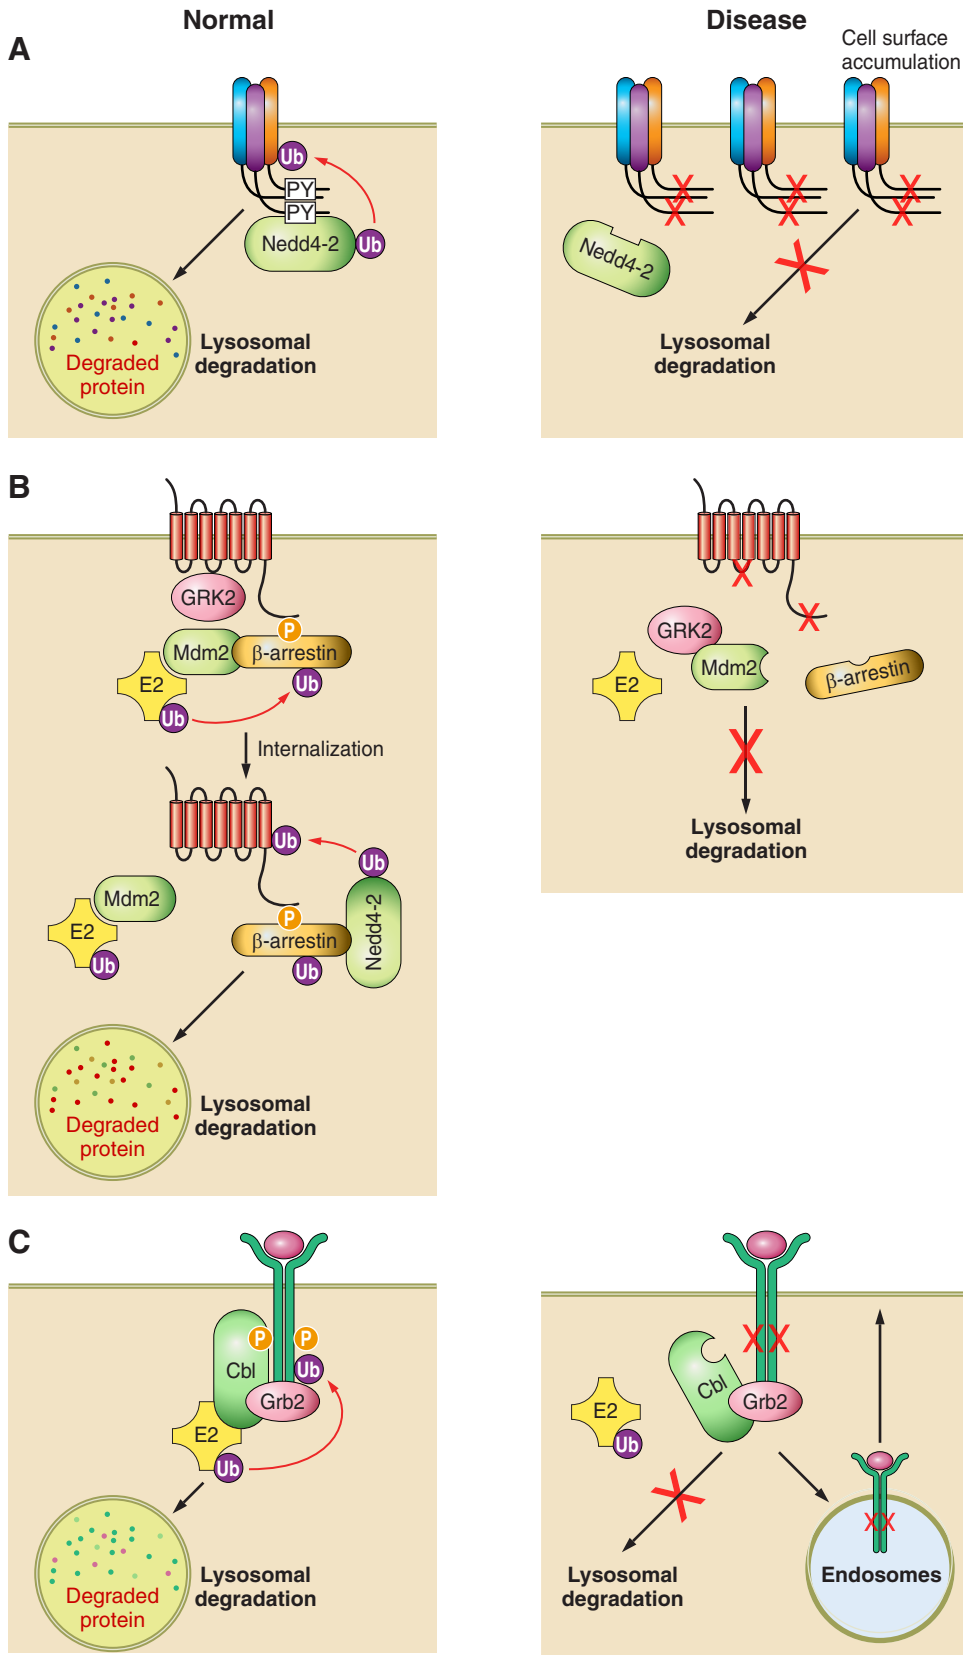 Normal
Disease
A
Cell surface
accumulation
Ub
PY
PY
Nedd4-2
Ub
Degraded
protein
Lysosomal
degradation
X
X
X
X
X
X
Nedd4-2
X
Lysosomal
degradation
B
GRK2
P
Mdm2
β-arrestin
E2
Ub
Ub
Internalization
Ub
Ub
Mdm2
E2
Ub
P
β-arrestin
Ub
Nedd4-2
Degraded
protein
Lysosomal
degradation
X
X
GRK2
Mdm2
E2
β-arrestin
X
Lysosomal
degradation
C
P
P
Cbl
Ub
Grb2
E2
Ub
Degraded
protein
Lysosomal
degradation
X X
Cbl
Grb2
E2
Ub
X
Lysosomal
degradation
X X
Endosomes